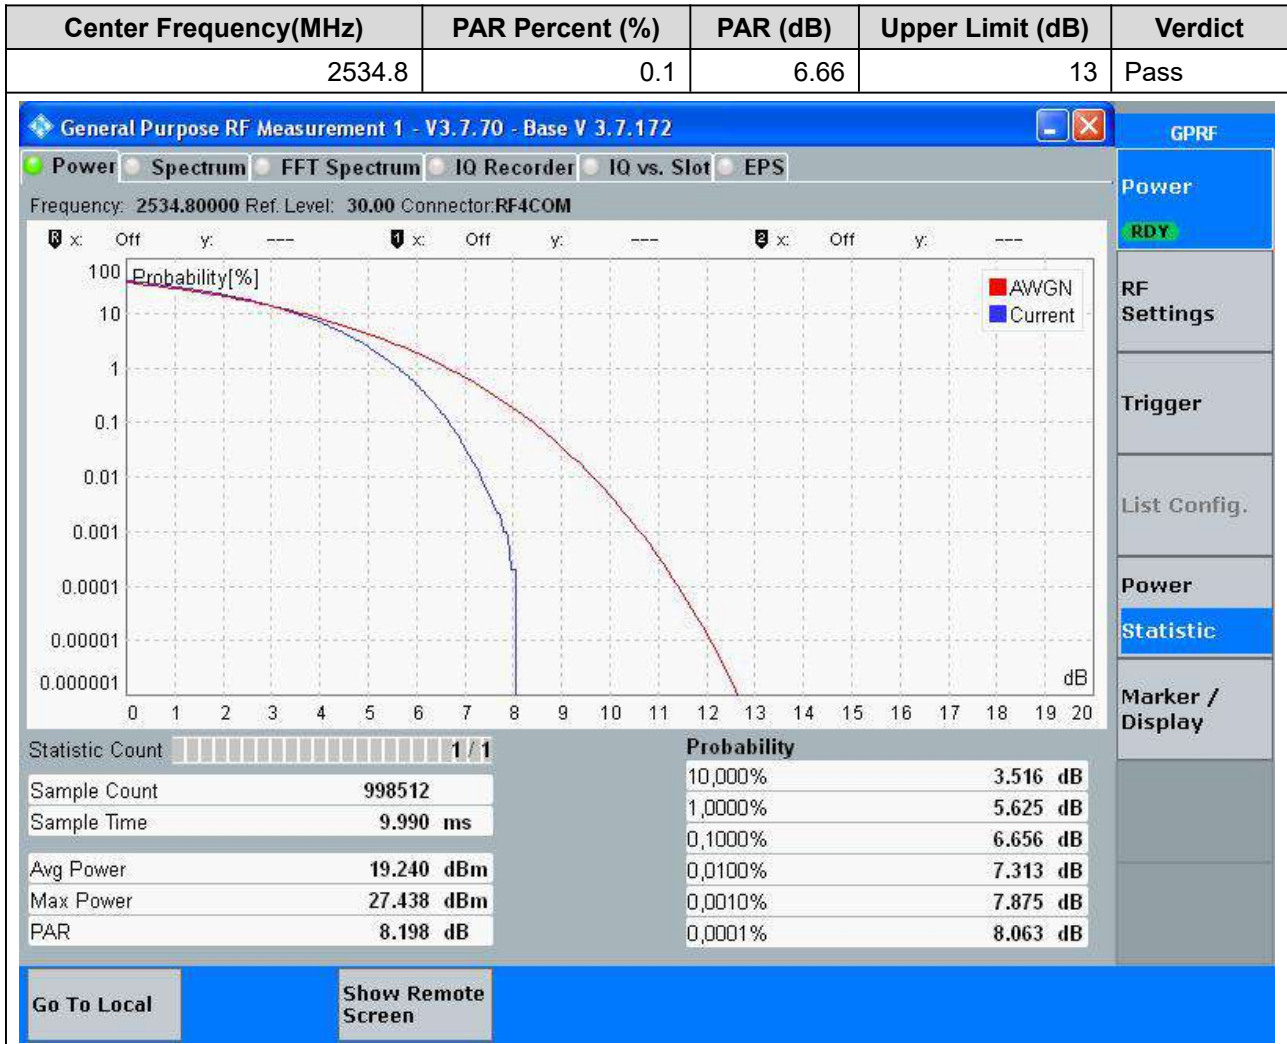 Center Frequency(MHz) PAR Percent (%) PAR (dB) Upper Limit (dB) Verdict
2534.8 0.1 6.66 13 Pass
General Purpose RF Measurement 1 - V3.7.70 - Base V 3.7.172
GPRF
Power Spectrum FFT Spectrum IQ Recorder IQ vs. Slot EPS
Power
RDY
Frequency: 2534.80000 Ref. Level: 30.00 Connector:RF4COM
R x: Off y: --- 1 x: Off y: --- 2 x: Off y: ---
Probability[%]
AWGN
Current
100
10
1
0.1
0.01
0.001
0.0001
0.00001
0.000001
dB
0 1 2 3 4 5 6 7 8 9 10 11 12 13 14 15 16 17 18 19 20
RF
Settings
Trigger
List Config.
Power
Statistic
Marker /
Display
Statistic Count 1 / 1
Sample Count 998512
Sample Time 9.990 ms
Avg Power 19.240 dBm
Max Power 27.438 dBm
PAR 8.198 dB
Probability
10,000% 3.516 dB
1,0000% 5.625 dB
0,1000% 6.656 dB
0,0100% 7.313 dB
0,0010% 7.875 dB
0,0001% 8.063 dB
Go To Local
Show Remote
Screen